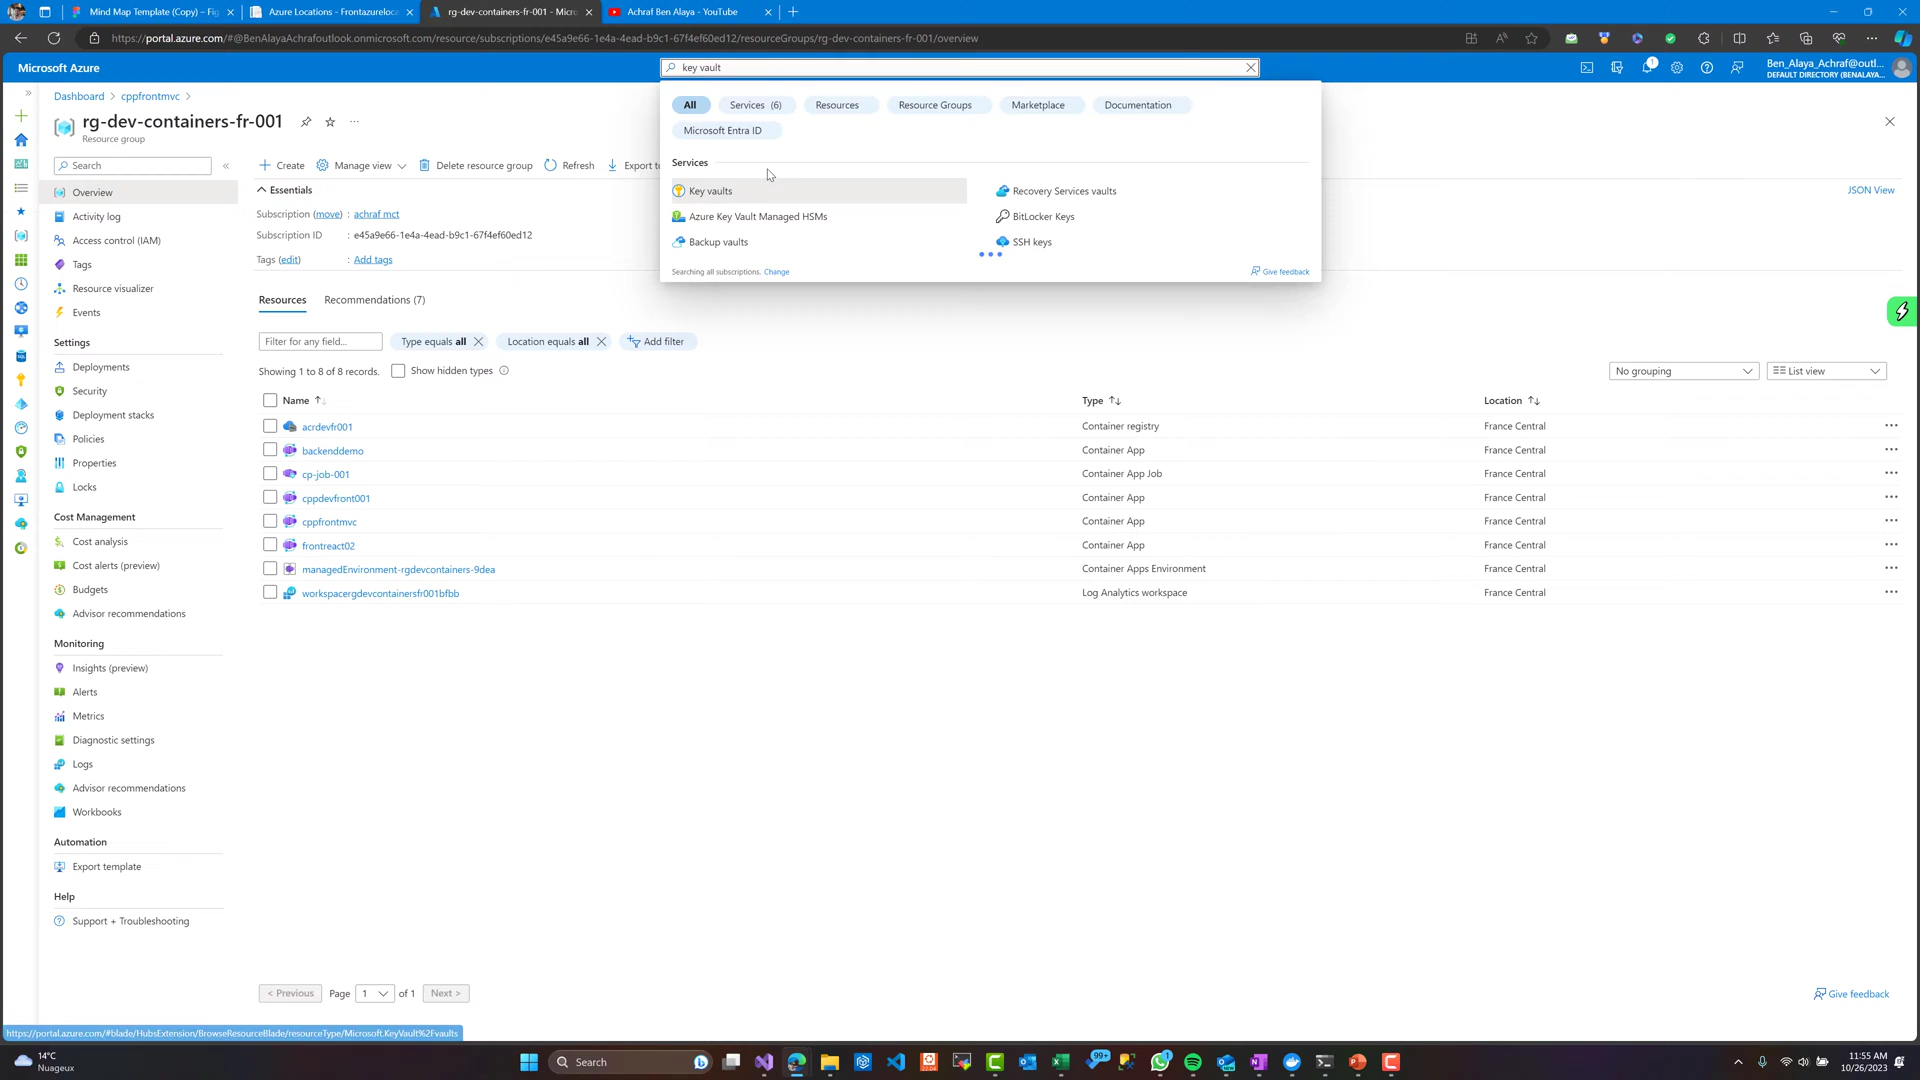 Mind Map Template (Copy) – Fig
Azure Locations - Frontazureloca
rg-dev-containers-fr-001 - Micro
Achraf Ben Alaya - YouTube
https://portal.azure.com/#@BenAlayaAchrafoutlook.onmicrosoft.com/resource/subscriptions/e45a9e66-1e4a-4ead-b9c1-67f4ef60ed12/resourceGroups/rg-dev-containers-fr-001/overview
Microsoft Azure
key vault
1
Ben_Alaya_Achraf@outl...
DEFAULT DIRECTORY (BENALAYA...
Dashboard > cppfrontmvc >
rg-dev-containers-fr-001
Resource group
All
Services (6)
Resources
Resource Groups
Marketplace
Documentation
Microsoft Entra ID
Services
Key vaults
Recovery Services vaults
Azure Key Vault Managed HSMs
BitLocker Keys
Backup vaults
SSH keys
Searching all subscriptions. Change
Give feedback
Search
Create
Manage view
Delete resource group
Refresh
Export to
Essentials
JSON View
Subscription (move) : achraf mct
Subscription ID : e45a9e66-1e4a-4ead-b9c1-67f4ef60ed12
Tags (edit) : Add tags
Overview
Activity log
Access control (IAM)
Tags
Resource visualizer
Events
Settings
Deployments
Security
Deployment stacks
Policies
Properties
Locks
Cost Management
Cost analysis
Cost alerts (preview)
Budgets
Advisor recommendations
Monitoring
Insights (preview)
Alerts
Metrics
Diagnostic settings
Logs
Advisor recommendations
Workbooks
Automation
Export template
Help
Support + Troubleshooting
Resources
Recommendations (7)
Filter for any field...
Type equals all
Location equals all
Add filter
Showing 1 to 8 of 8 records.
Show hidden types
No grouping
List view
Name
Type
Location
acrdevfr001 Container registry France Central
backenddemo Container App France Central
cp-job-001 Container App Job France Central
cppdevfront001 Container App France Central
cppfrontmvc Container App France Central
frontreact02 Container App France Central
managedEnvironment-rgdevcontainers-9dea Container Apps Environment France Central
workspacergdevcontainersfr001bfbb Log Analytics workspace France Central
< Previous
Page 1 of 1
Next >
Give feedback
https://portal.azure.com/#blade/HubsExtension/BrowseResourceBlade/resourceType/Microsoft.KeyVault%2Fvaults
14°C
Nuageux
Search
99+
1
11:55 AM
10/26/2023